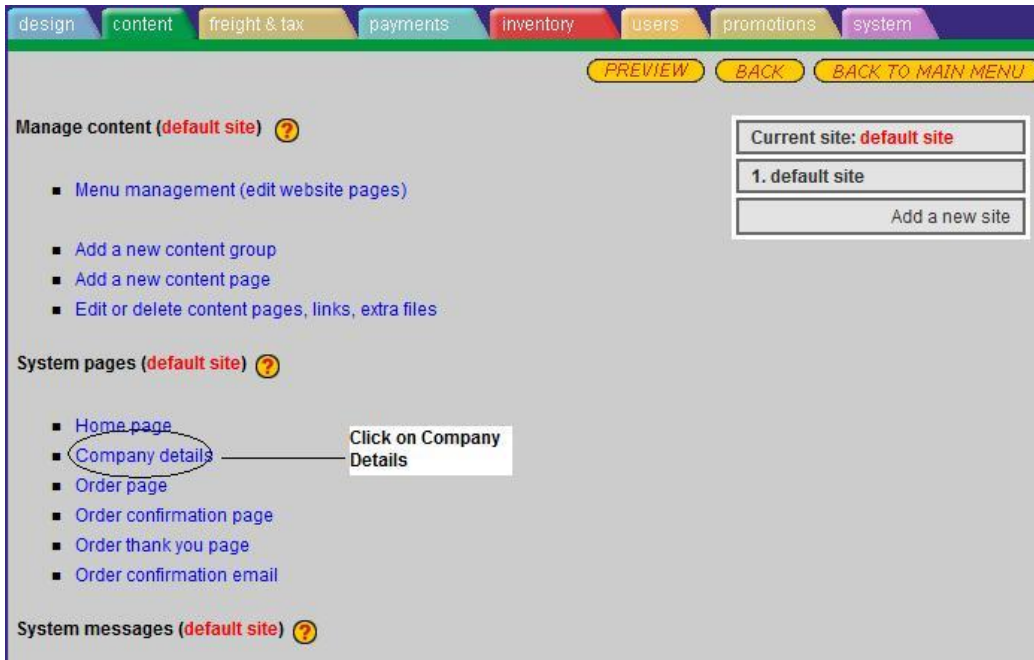 design content freight & tax payments inventory users promotions system
PREVIEW BACK BACK TO MAIN MENU
Manage content (default site) ?
Current site: default site
1. default site
Add a new site
Menu management (edit website pages)
Add a new content group
Add a new content page
Edit or delete content pages, links, extra files
System pages (default site) ?
Home page
Company details
Click on Company
Details
Order page
Order confirmation page
Order thank you page
Order confirmation email
System messages (default site) ?